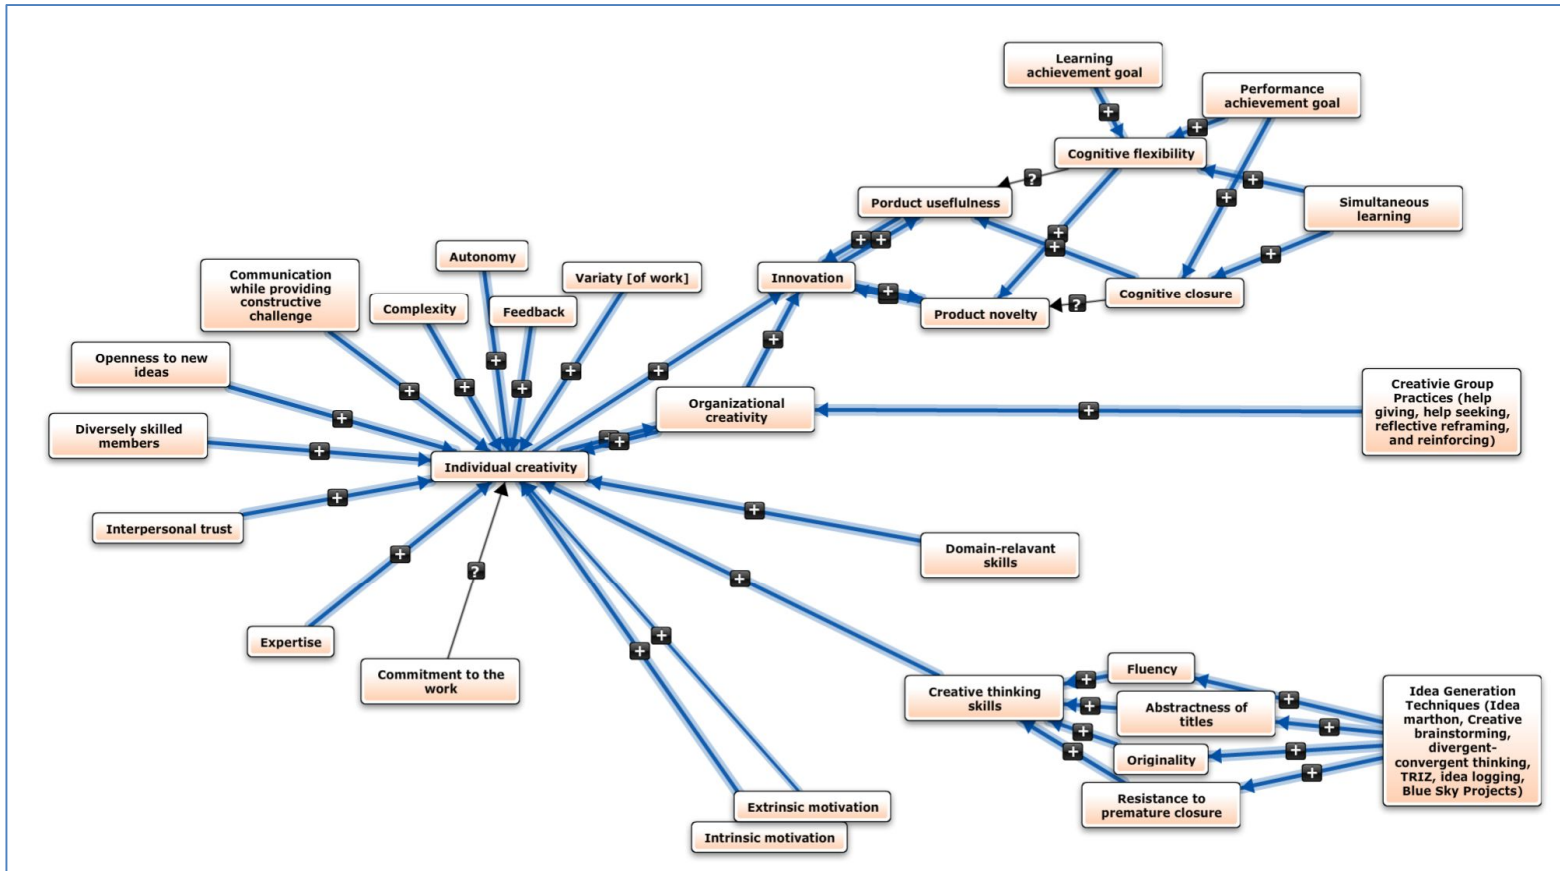 Learning
achievement goal
Performance
achievement goal
+
+
Cognitive flexibility
?
+
Porduct useflulness
+
Simultaneous
learning
Autonomy
+
+
+
+
+
Communication
while providing
constructive
challenge
Variaty [of work]
Innovation
Cognitive closure
Complexity
Feedback
+
?
Product novelty
+
+
Openness to new
ideas
+
+
+
+
+
Organizational
creativity
+
Creativie Group
Practices (help
giving, help seeking,
reflective reframing,
and reinforcing)
+
Diversely skilled
members
+
+
Individual creativity
+
Interpersonal trust
+
Domain-relavant
skills
+
?
+
Expertise
+
+
Commitment to the
work
Fluency
+
Creative thinking
skills
+
Abstractness of
titles
+
+
Idea Generation
Techniques (Idea
marthon, Creative
brainstorming,
divergent-
convergent thinking,
TRIZ, idea logging,
Blue Sky Projects)
+
+
Originality
+
+
Resistance to
premature closure
Extrinsic motivation
Intrinsic motivation